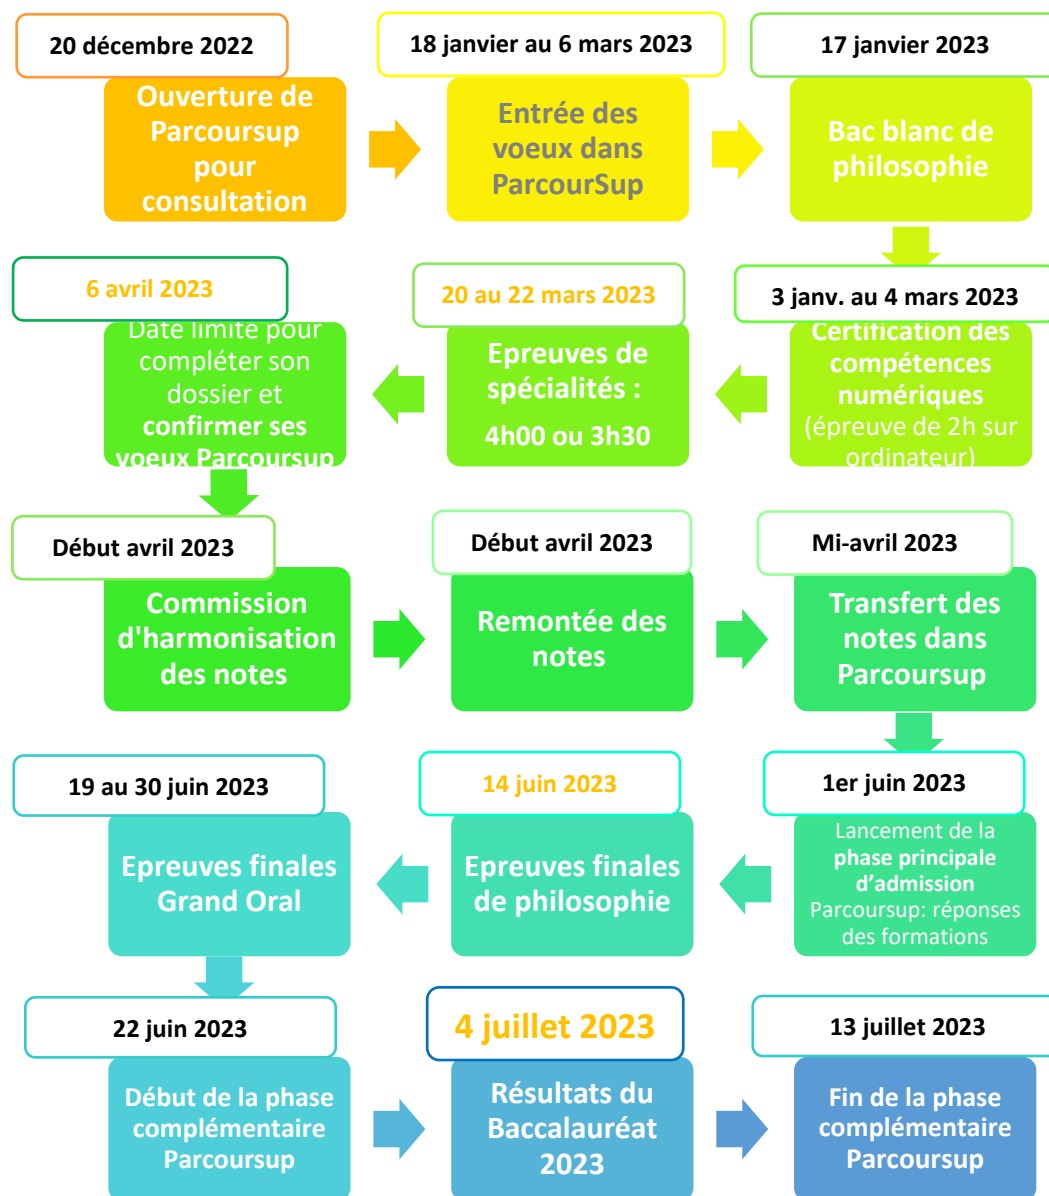 20 décembre 2022
Ouverture de
Parcoursup
pour
consultation
18 janvier au 6 mars 2023
Entrée des
voeux dans
ParcourSup
17 janvier 2023
Bac blanc de
philosophie
3 janv. au 4 mars 2023
Certification des
compétences
numériques
(épreuve de 2h sur
ordinateur)
20 au 22 mars 2023
Epreuves de
spécialités :
4h00 ou 3h30
6 avril 2023
Date limite pour
compléter son
dossier et
confirmer ses
voeux Parcoursup
Début avril 2023
Commission
d'harmonisation
des notes
Début avril 2023
Remontée des
notes
Mi-avril 2023
Transfert des
notes dans
Parcoursup
1er juin 2023
Lancement de la
phase principale
d’admission
Parcoursup: réponses
des formations
14 juin 2023
Epreuves finales
de philosophie
19 au 30 juin 2023
Epreuves finales
Grand Oral
22 juin 2023
Début de la phase
complémentaire
Parcoursup
4 juillet 2023
Résultats du
Baccalauréat
2023
13 juillet 2023
Fin de la phase
complémentaire
Parcoursup